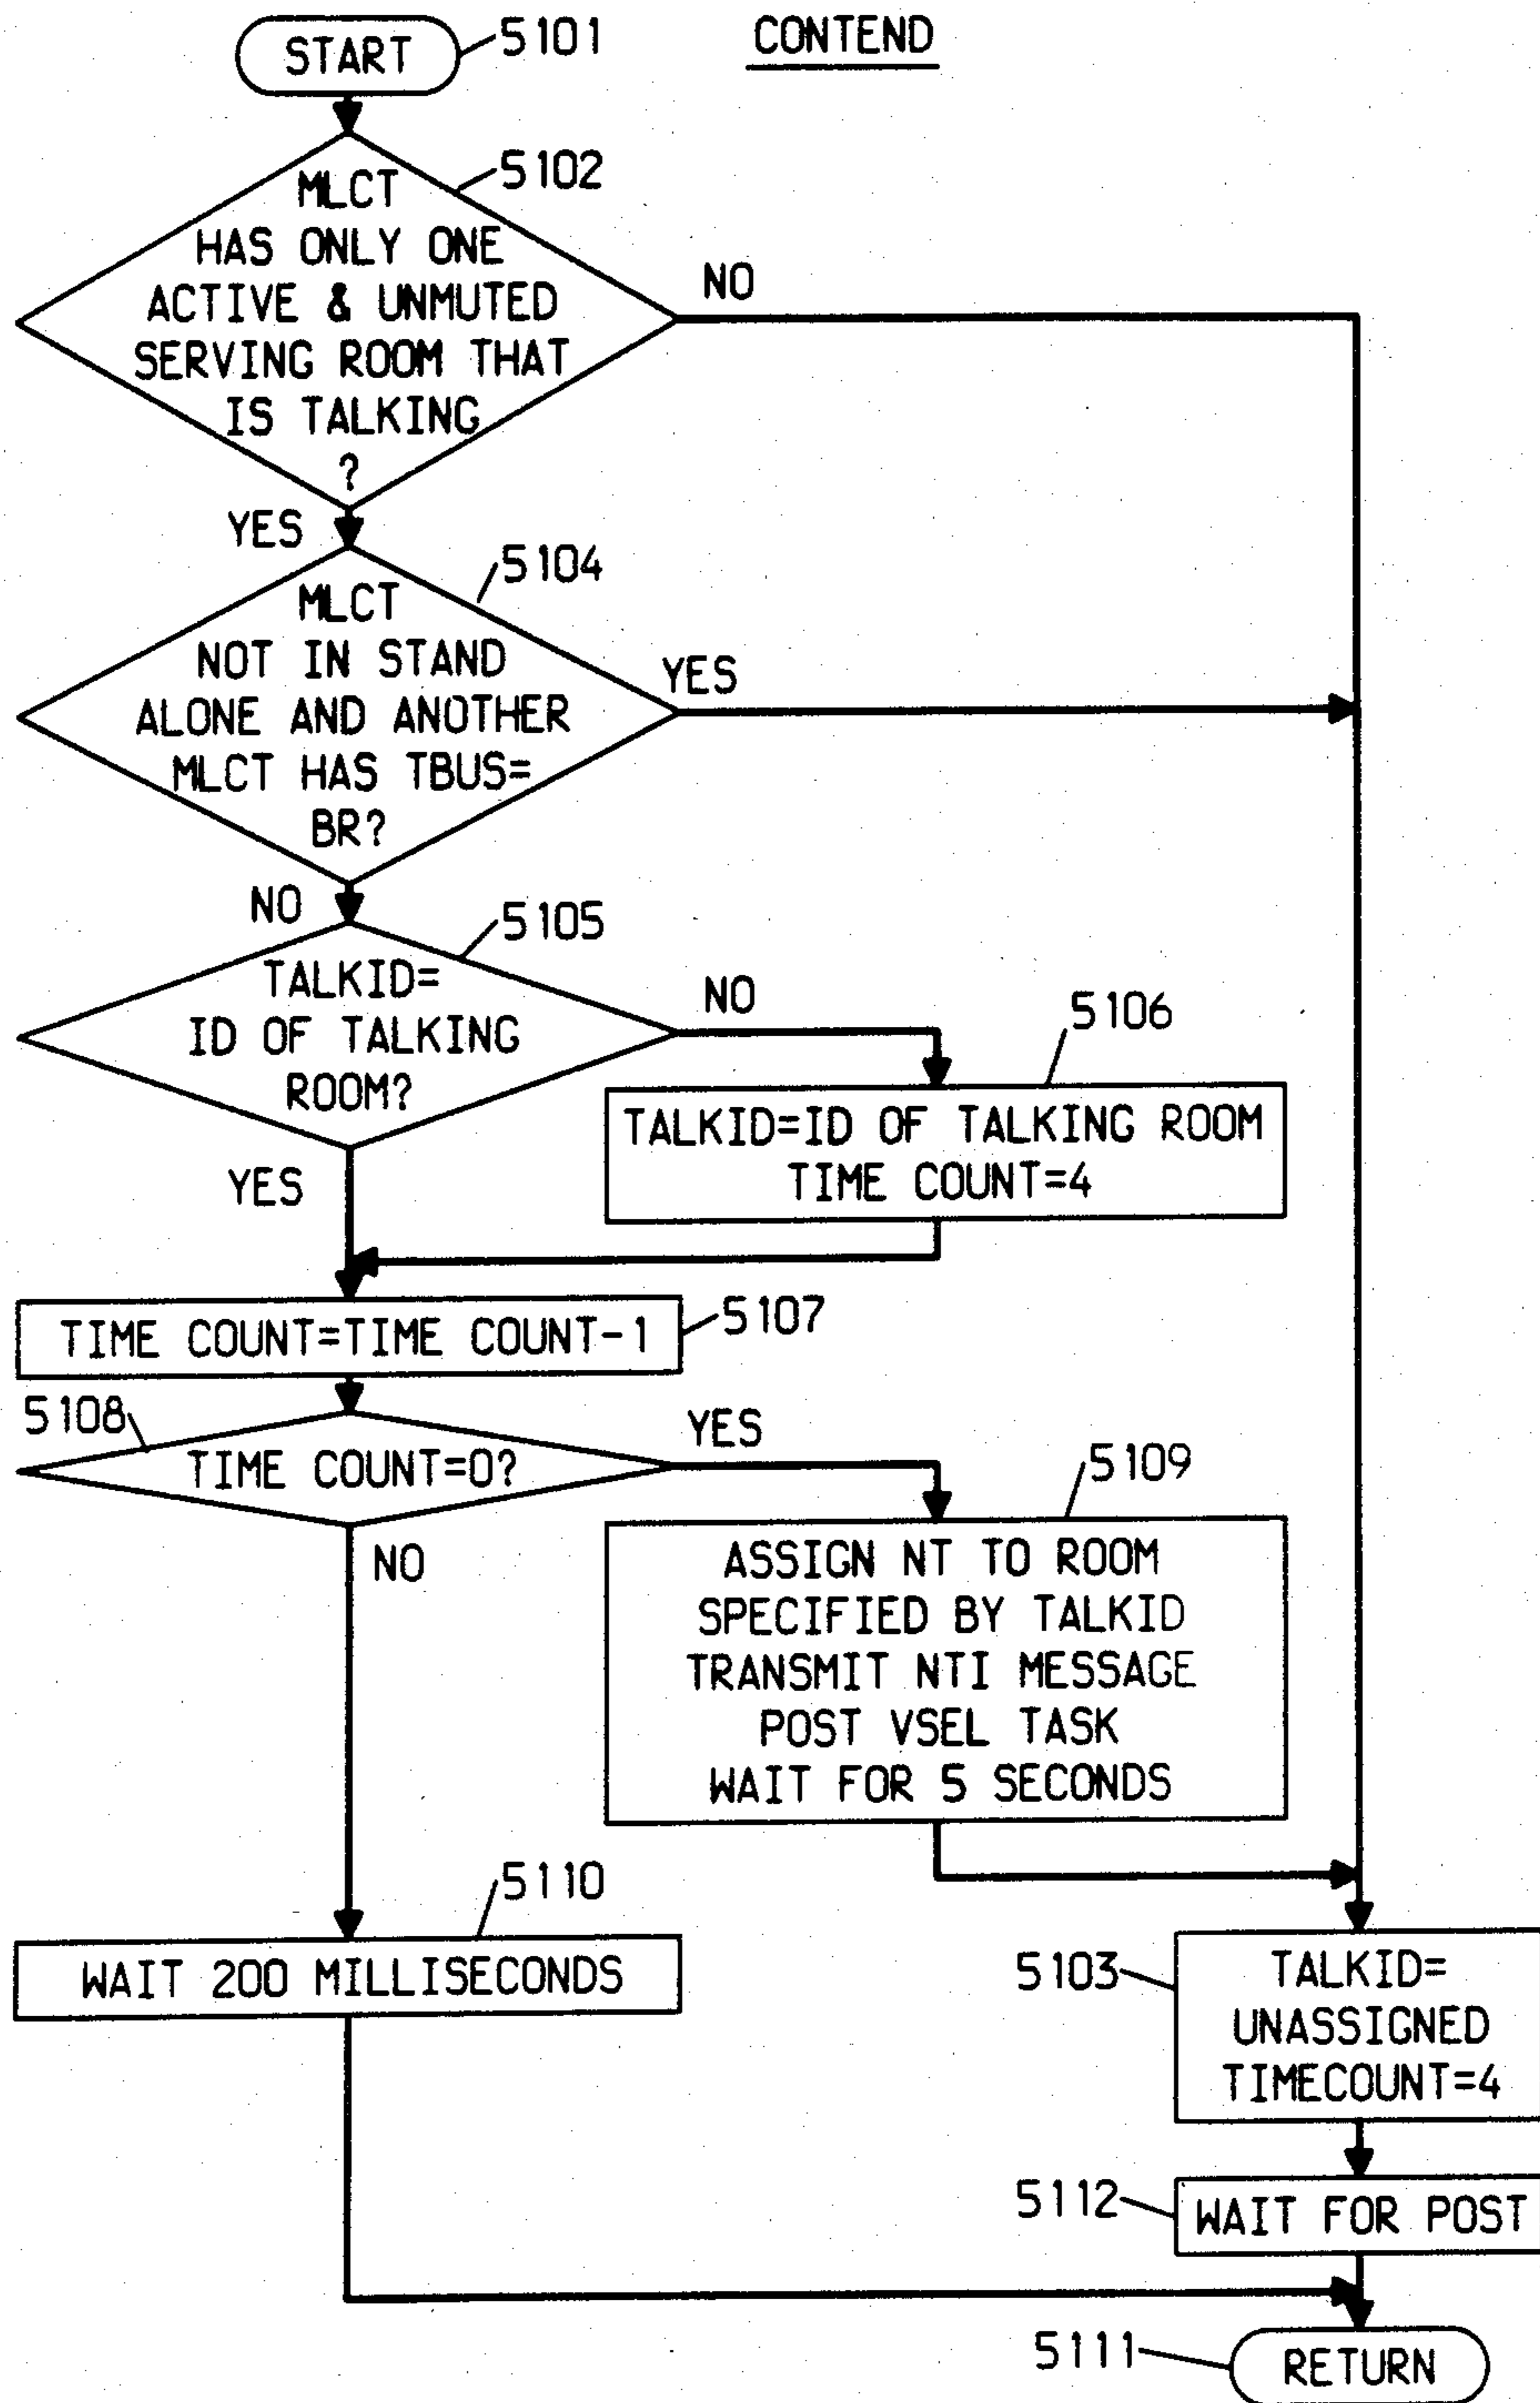 START
5101
CONTEND
5102
MLCT
HAS ONLY ONE
ACTIVE & UNMUTED
SERVING ROOM THAT
IS TALKING
?
NO
YES
5104
MLCT
NOT IN STAND
ALONE AND ANOTHER
MLCT HAS TBUS=
BR?
YES
NO
5105
TALKID=
ID OF TALKING
ROOM?
NO
5106
TALKID=ID OF TALKING ROOM
TIME COUNT=4
YES
TIME COUNT=TIME COUNT-1
5107
5108
TIME COUNT=0?
YES
5109
NO
ASSIGN NT TO ROOM
SPECIFIED BY TALKID
TRANSMIT NTI MESSAGE
POST VSEL TASK
WAIT FOR 5 SECONDS
5110
WAIT 200 MILLISECONDS
5103
TALKID=
UNASSIGNED
TIMECOUNT=4
5112
WAIT FOR POST
5111
RETURN